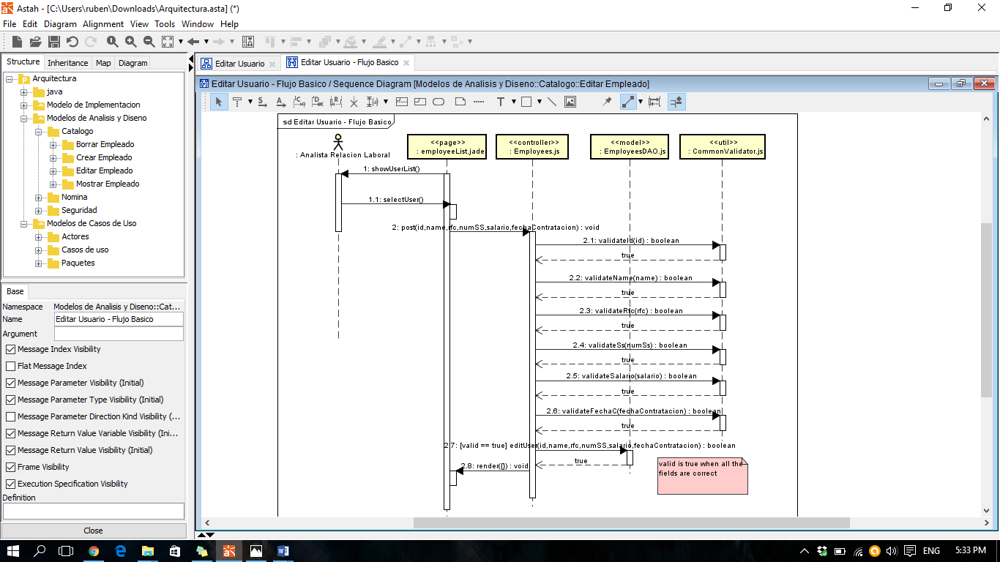 Astah - [C:\Users\ruben\Downloads\Arquitectura.asta] (*)
File Edit Diagram Alignment View Tools Window Help
Structure Inheritance Map Diagram
Arquitectura
java
Modelo de Implementacion
Modelos de Analisis y Diseno
Catalogo
Borrar Empleado
Crear Empleado
Editar Empleado
Mostrar Empleado
Nomina
Seguridad
Modelos de Casos de Uso
Actores
Casos de uso
Paquetes
Base
Namespace Modelos de Analisis y Diseno::Cat...
Name Editar Usuario - Flujo Basico
Argument
Message Index Visibility
Flat Message Index
Message Parameter Visibility (Initial)
Message Parameter Type Visibility (Initial)
Message Parameter Direction Kind Visibility (...
Message Return Value Variable Visibility (Ini...
Message Return Value Visibility (Initial)
Frame Visibility
Execution Specification Visibility
Definition
Close
Editar Usuario Editar Usuario - Flujo Basico
Editar Usuario - Flujo Basico / Sequence Diagram [Modelos de Analisis y Diseno::Catalogo::Editar Empleado]
sd Editar Usuario - Flujo Basico
: Analista Relacion Laboral
<<page>>
: employeeList.jade
<<controller>>
: Employees.js
<<model>>
: EmployeesDAO.js
<<util>>
: CommonValidator.js
1: showUserList()
1.1: selectUser()
2: post(id,name,rfc,numSS,salario,fechaContratacion) : void
2.1: validateId(id) : boolean
true
2.2: validateName(name) : boolean
true
2.3: validateRfc(rfc) : boolean
true
2.4: validateSs(numSs) : boolean
true
2.5: validateSalario(salario) : boolean
true
2.6: validateFechaC(fechaContratacion) : boolean
true
2.7: [valid == true] editUser(id,name,rfc,numSS,salario,fechaContratacion) : boolean
true
2.8: render({}) : void
valid is true when all the
fields are correct
ENG 5:33 PM